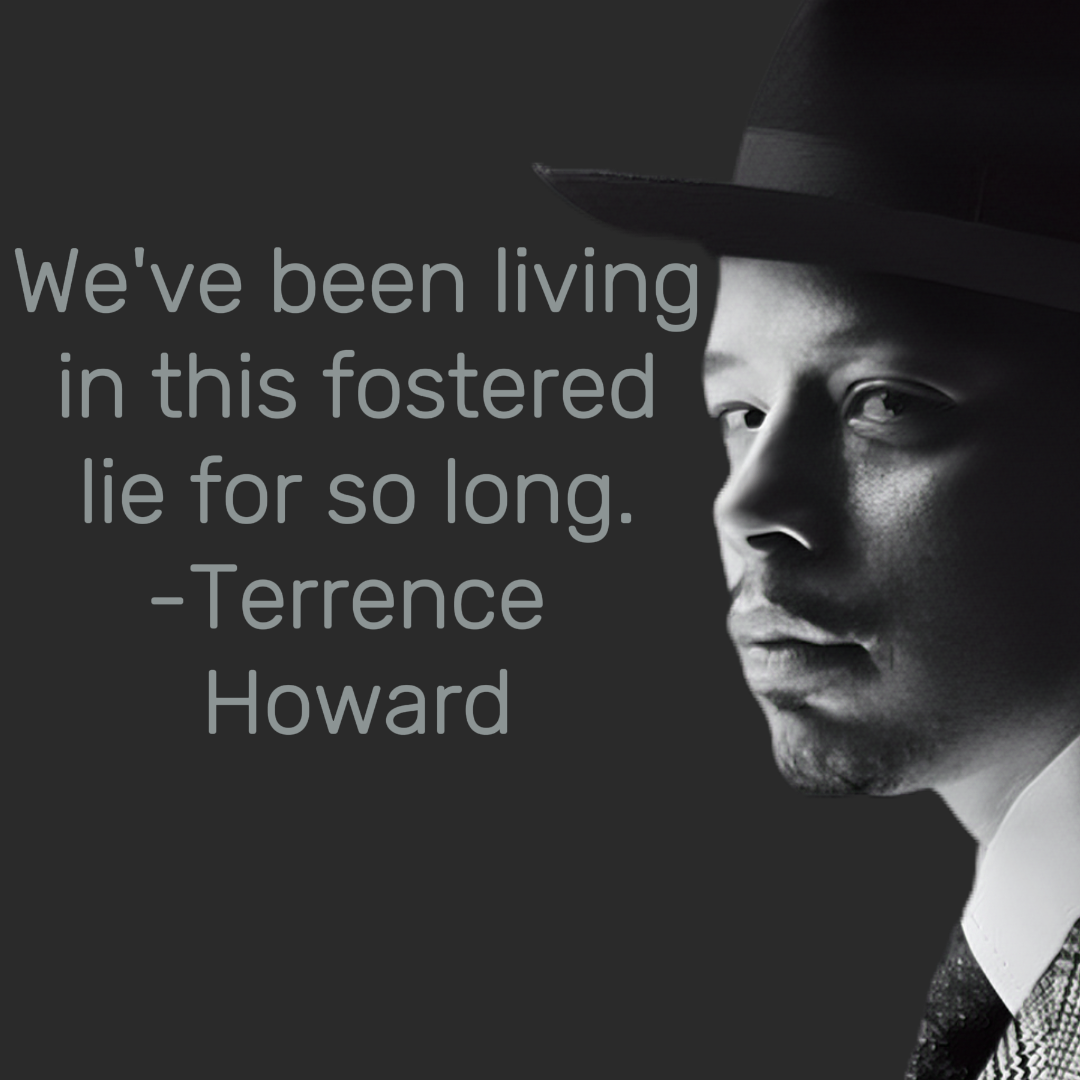 We've been living
in this fostered
lie for so long.
-Terrence
Howard